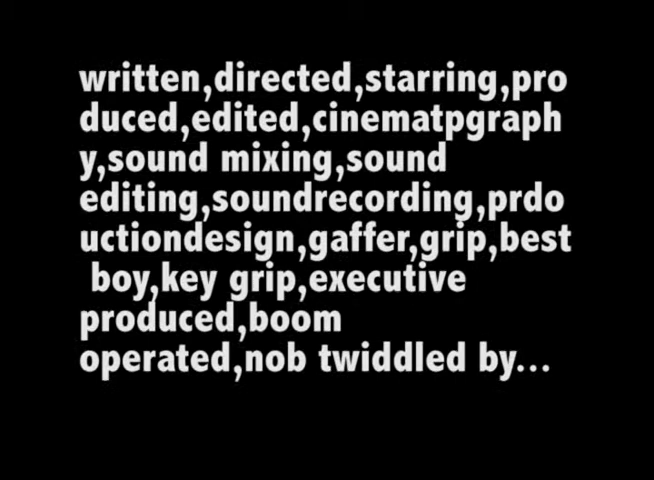 written,directed,starring,pro
duced,edited,cinematpgraph
y,sound mixing,sound
editing,soundrecording,prdo
uctiondesign,gaffer,grip,best
boy,key grip,executive
produced,boom
operated,nob twiddled by...